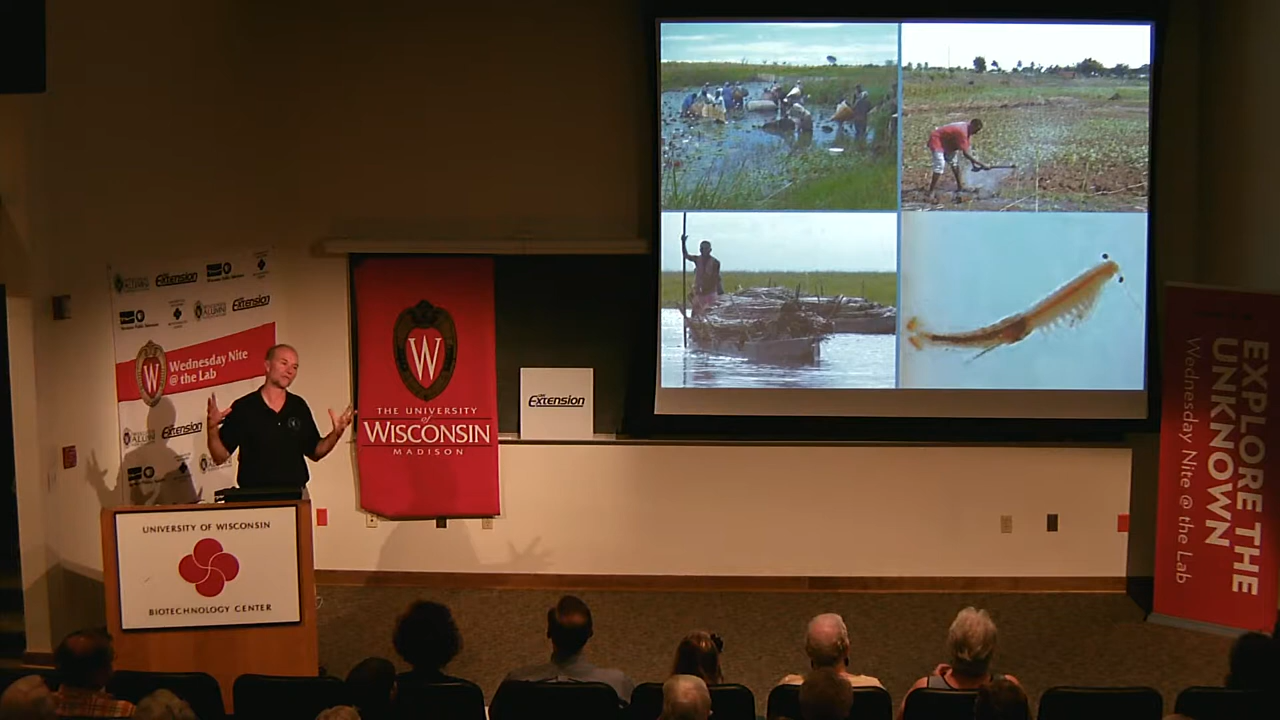 Extension
Extension
Wednesday Nite
@ the Lab
Extension
W
W
THE UNIVERSITY
of
WISCONSIN
MADISON
Extension
UNIVERSITY OF WISCONSIN
BIOTECHNOLOGY CENTER
EXPLORE THE
UNKNOWN
Wednesday Nite @ the Lab